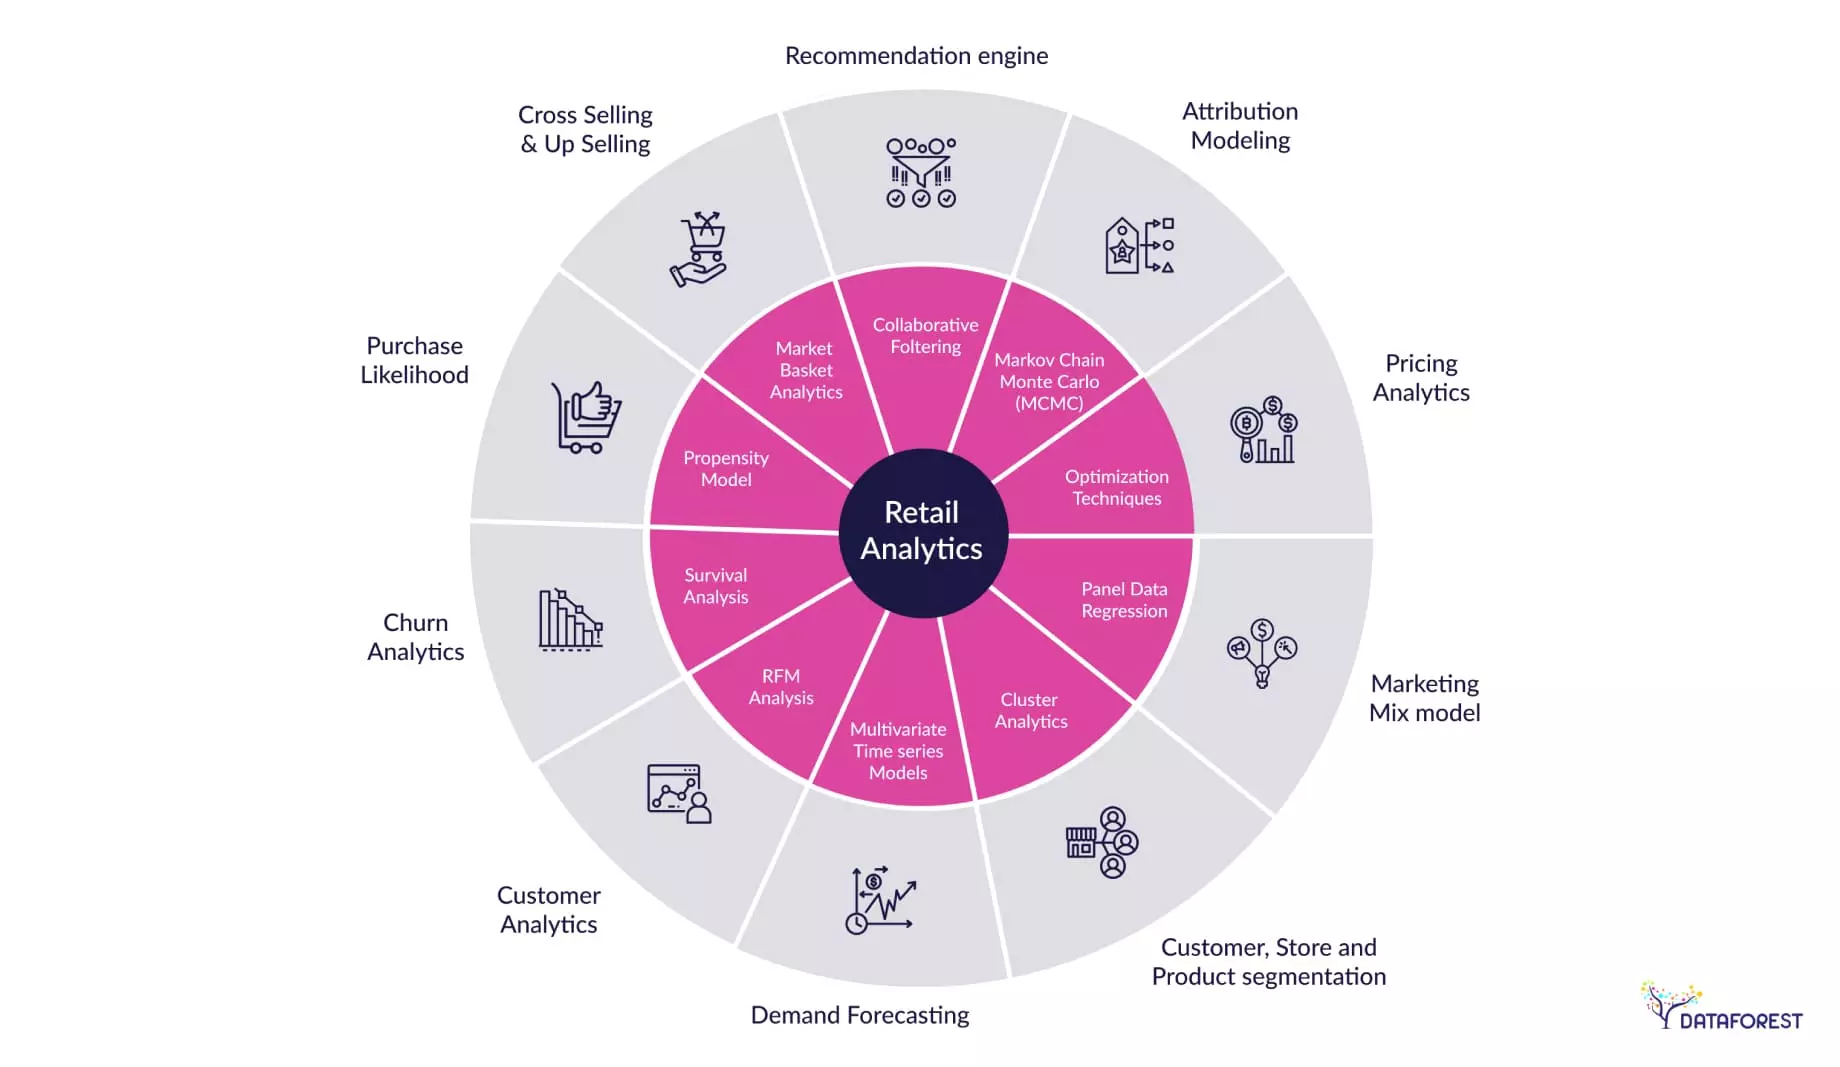 Recommendation engine
Cross Selling
& Up Selling
Attribution
Modeling
Purchase
Likelihood
Pricing
Analytics
Collaborative
Foltering
Market
Basket
Analytics
Markov Chain
Monte Carlo
(MCMC)
Propensity
Model
Optimization
Techniques
Retail
Analytics
Survival
Analysis
Panel Data
Regression
RFM
Analysis
Cluster
Analytics
Multivariate
Time series
Models
Churn
Analytics
Marketing
Mix model
Customer
Analytics
Customer, Store and
Product segmentation
Demand Forecasting
DATAFOREST